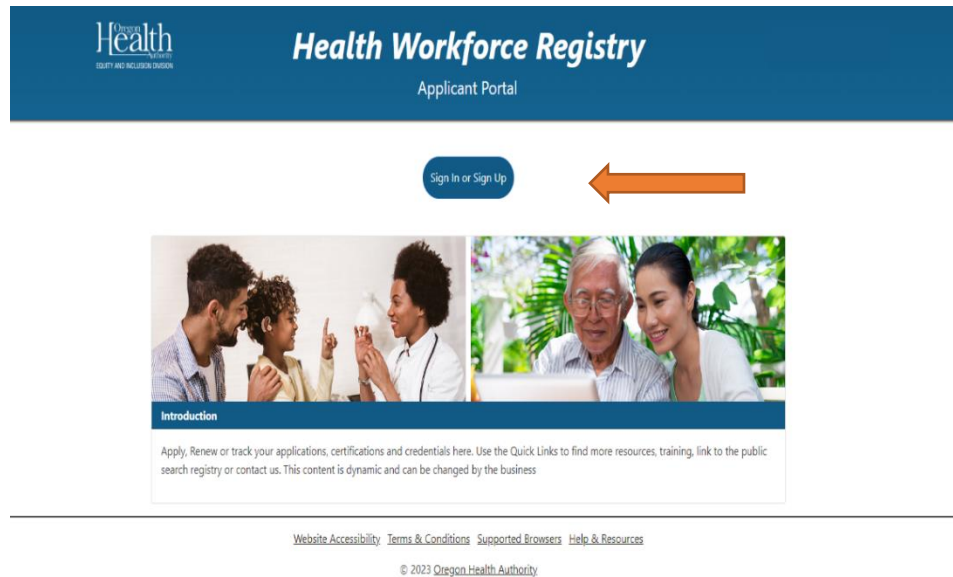 Oregon
Health
Authority
EQUITY AND INCLUSION DIVISION
Health Workforce Registry
Applicant Portal
Sign In or Sign Up
Introduction
Apply, Renew or track your applications, certifications and credentials here. Use the Quick Links to find more resources, training, link to the public
search registry or contact us. This content is dynamic and can be changed by the business
Website Accessibility Terms & Conditions Supported Browsers Help & Resources
© 2023 Oregon Health Authority